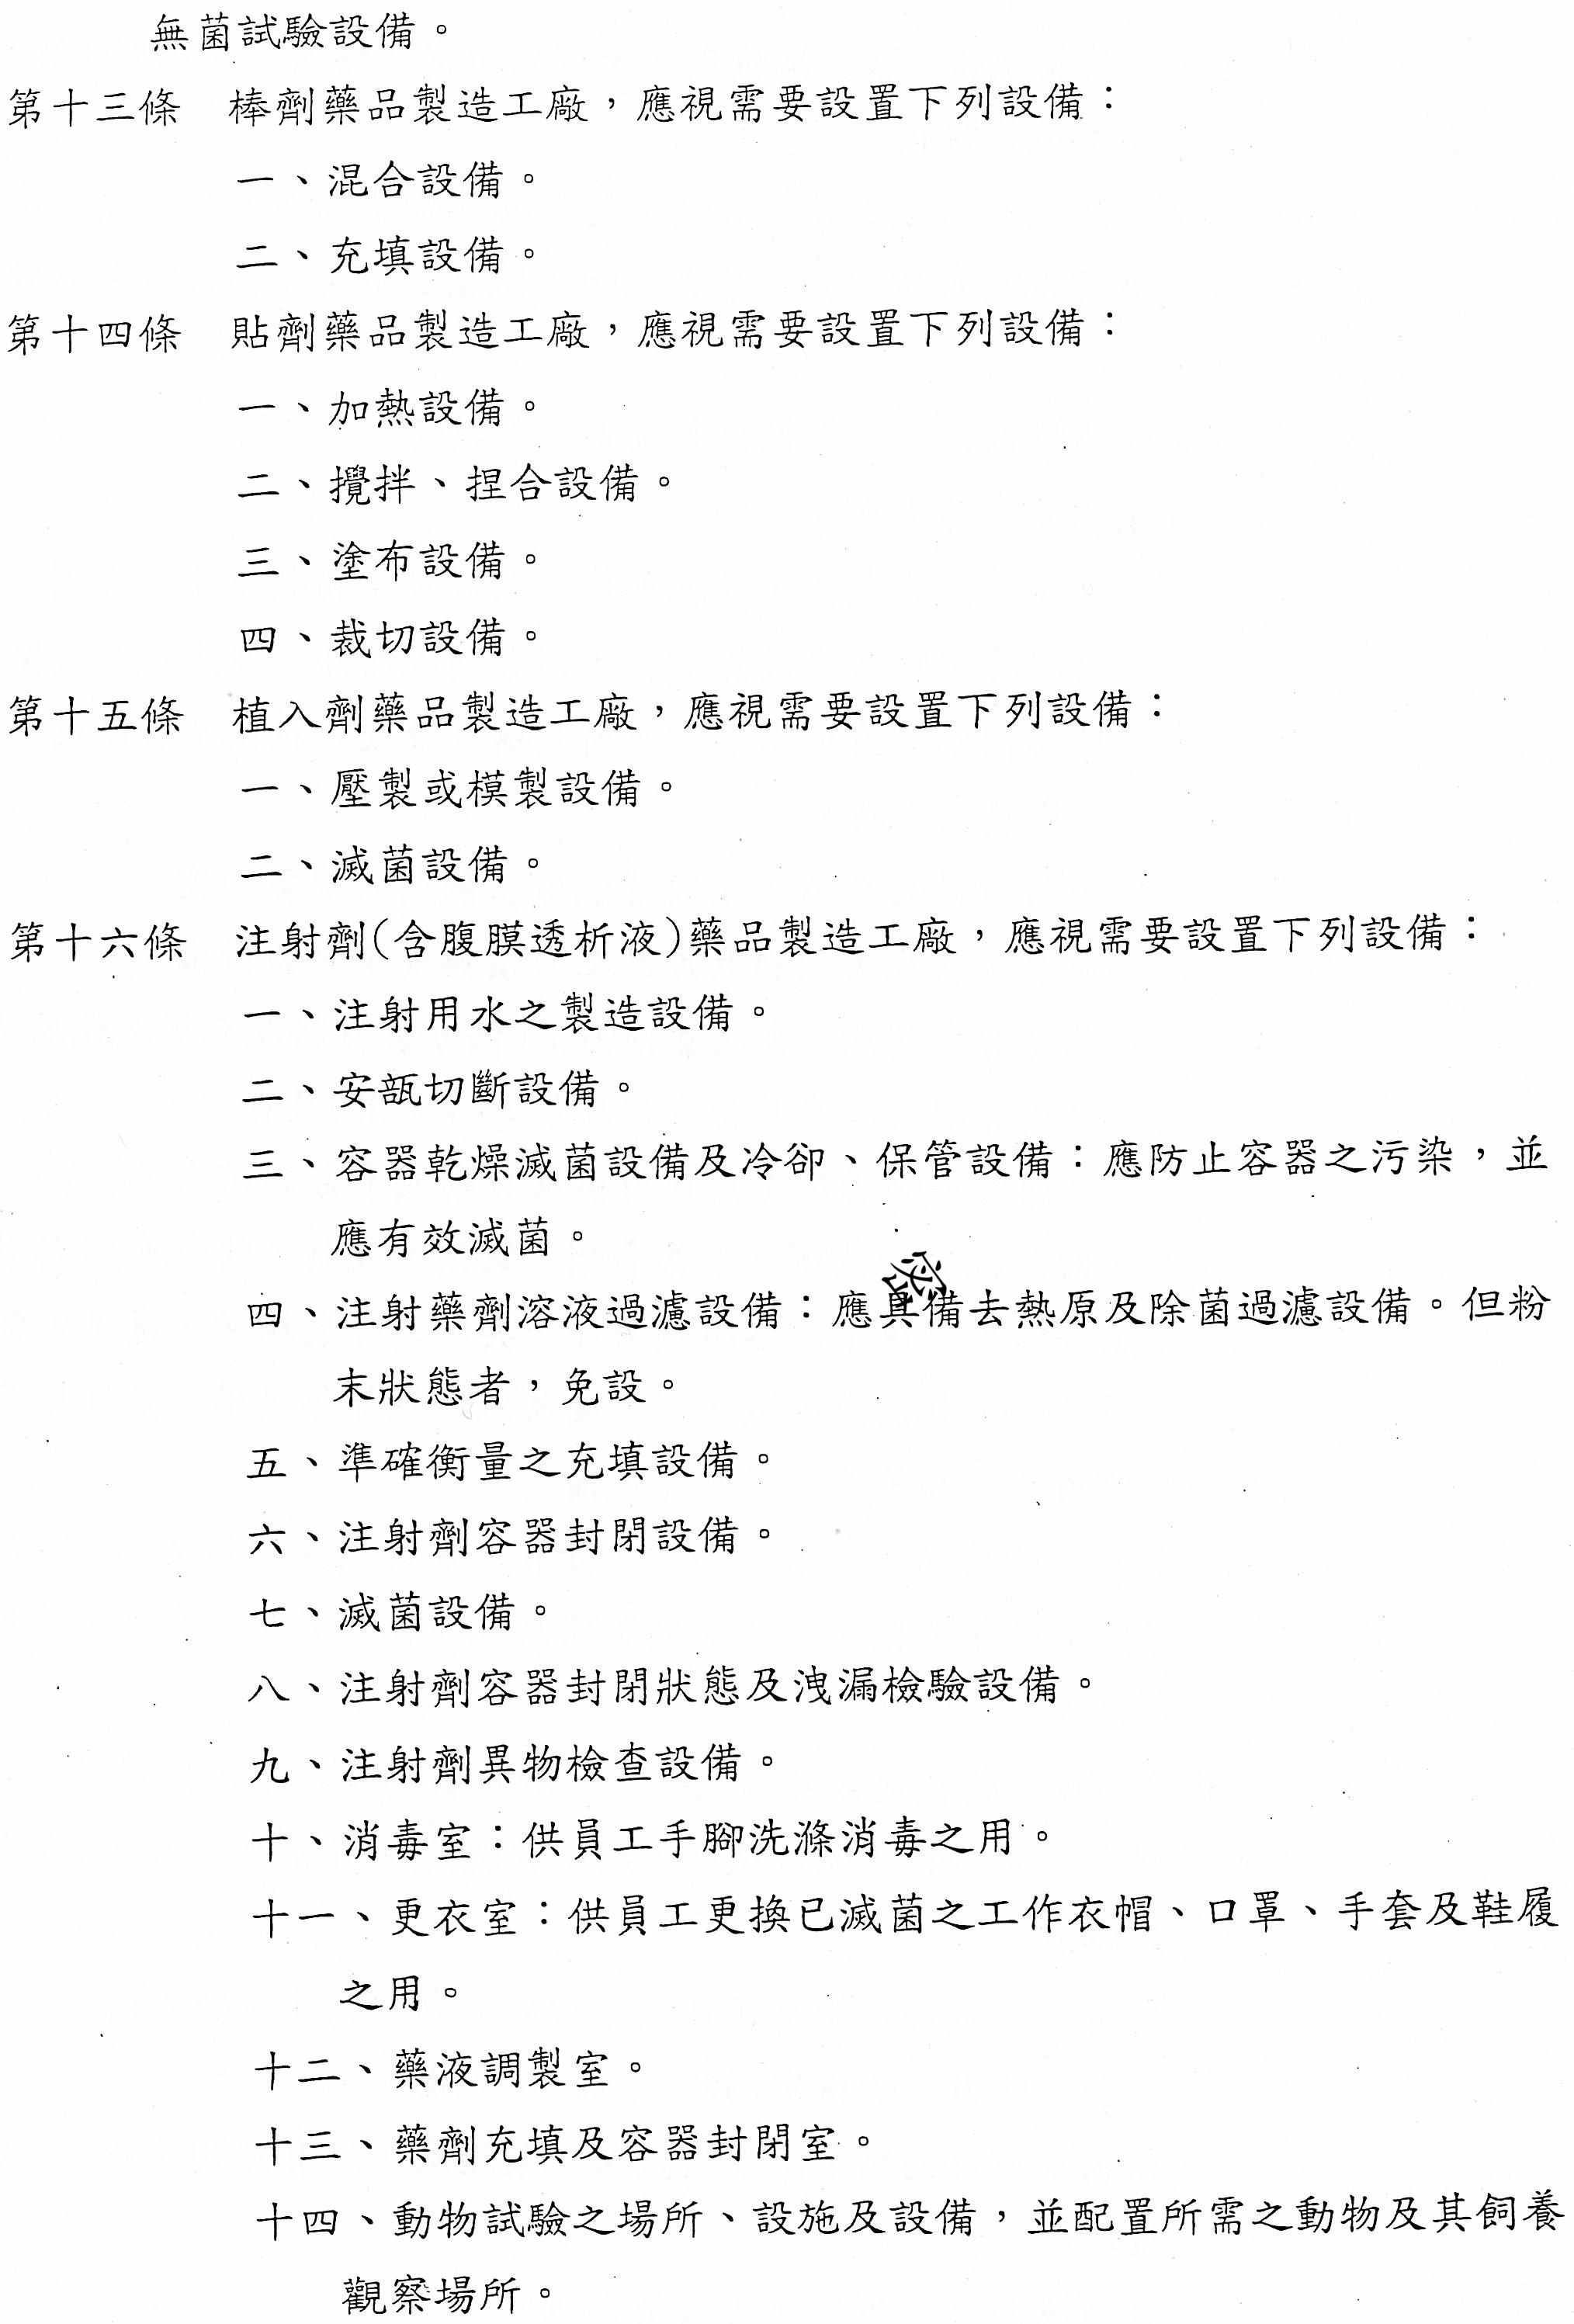 無菌試驗設備。
第十三條　棒劑藥品製造工廠，應視需要設置下列設備：
一、混合設備。
二、充填設備。
第十四條　貼劑藥品製造工廠，應視需要設置下列設備：
一、加熱設備。
二、攪拌、捏合設備。
三、塗布設備。
四、裁切設備。
第十五條　植入劑藥品製造工廠，應視需要設置下列設備：
一、壓製或模製設備。
二、滅菌設備。
第十六條　注射劑(含腹膜透析液)藥品製造工廠，應視需要設置下列設備：
一、注射用水之製造設備。
二、安瓿切斷設備。
三、容器乾燥滅菌設備及冷卻、保管設備：應防止容器之污染，並
應有效滅菌。
四、注射藥劑溶液過濾設備：應具備去熱原及除菌過濾設備。但粉
末狀態者，免設。
五、準確衡量之充填設備。
六、注射劑容器封閉設備。
七、滅菌設備。
八、注射劑容器封閉狀態及洩漏檢驗設備。
九、注射劑異物檢查設備。
十、消毒室：供員工手腳洗滌消毒之用。
十一、更衣室：供員工更換已滅菌之工作衣帽、口罩、手套及鞋履
之用。
十二、藥液調製室。
十三、藥劑充填及容器封閉室。
十四、動物試驗之場所、設施及設備，並配置所需之動物及其飼養
觀察場所。